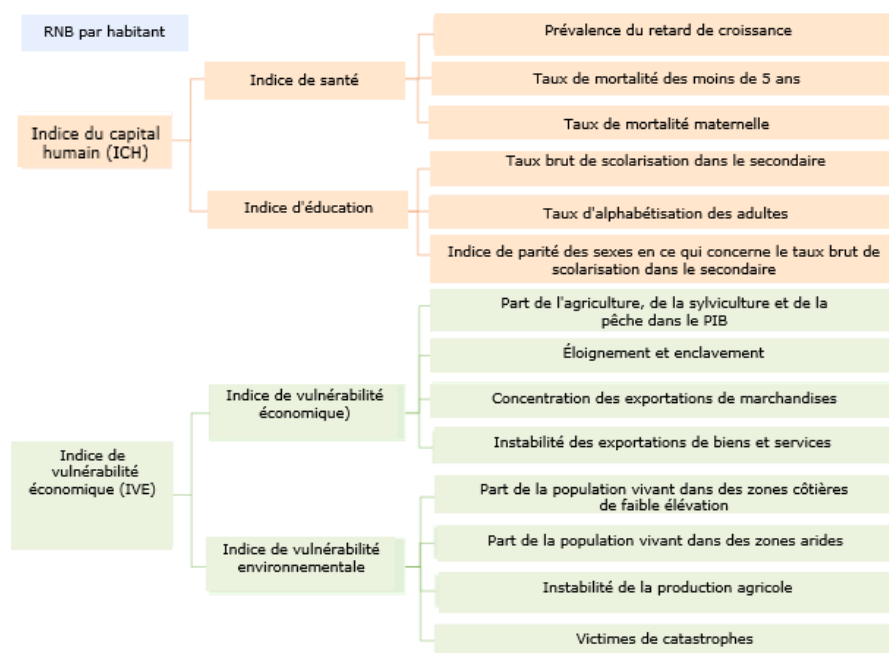 RNB par habitant
Indice du capital
humain (ICH)
Indice de santé
Prévalence du retard de croissance
Taux de mortalité des moins de 5 ans
Taux de mortalité maternelle
Indice d'éducation
Taux brut de scolarisation dans le secondaire
Taux d'alphabétisation des adultes
Indice de parité des sexes en ce qui concerne le taux brut de
scolarisation dans le secondaire
Indice de
vulnérabilité
économique (IVE)
Indice de vulnérabilité
économique)
Part de l'agriculture, de la sylviculture et de la
pêche dans le PIB
Éloignement et enclavement
Concentration des exportations de marchandises
Instabilité des exportations de biens et services
Indice de vulnérabilité
environnementale
Part de la population vivant dans des zones côtières
de faible élévation
Part de la population vivant dans des zones arides
Instabilité de la production agricole
Victimes de catastrophes